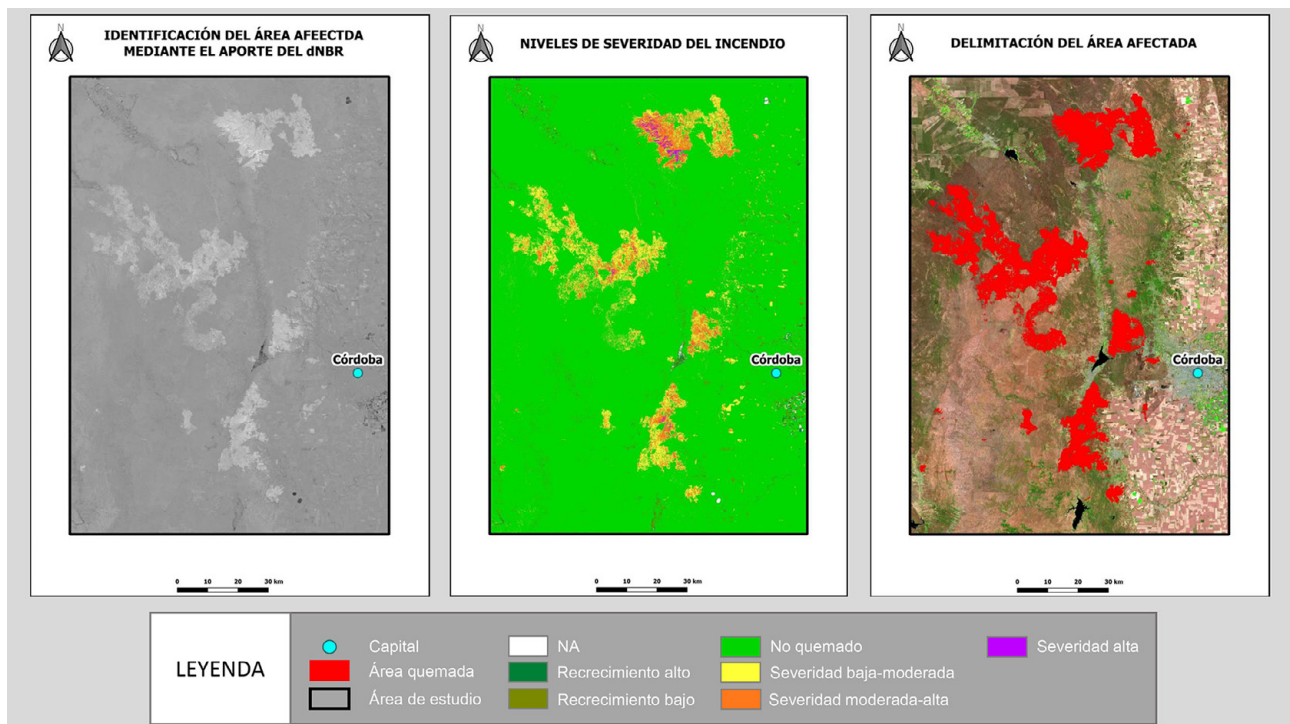 N
IDENTIFICACIÓN DEL ÁREA AFEECTDA
MEDIANTE EL APORTE DEL dNBR
Córdoba
0 10 20 30 km
N
NIVELES DE SEVERIDAD DEL INCENDIO
Córdoba
0 10 20 30 km
N
DELIMITACIÓN DEL ÁREA AFECTADA
Córdoba
0 10 20 30 km
LEYENDA
Capital
Área quemada
Área de estudio
NA
Recrecimiento alto
Recrecimiento bajo
No quemado
Severidad baja-moderada
Severidad moderada-alta
Severidad alta